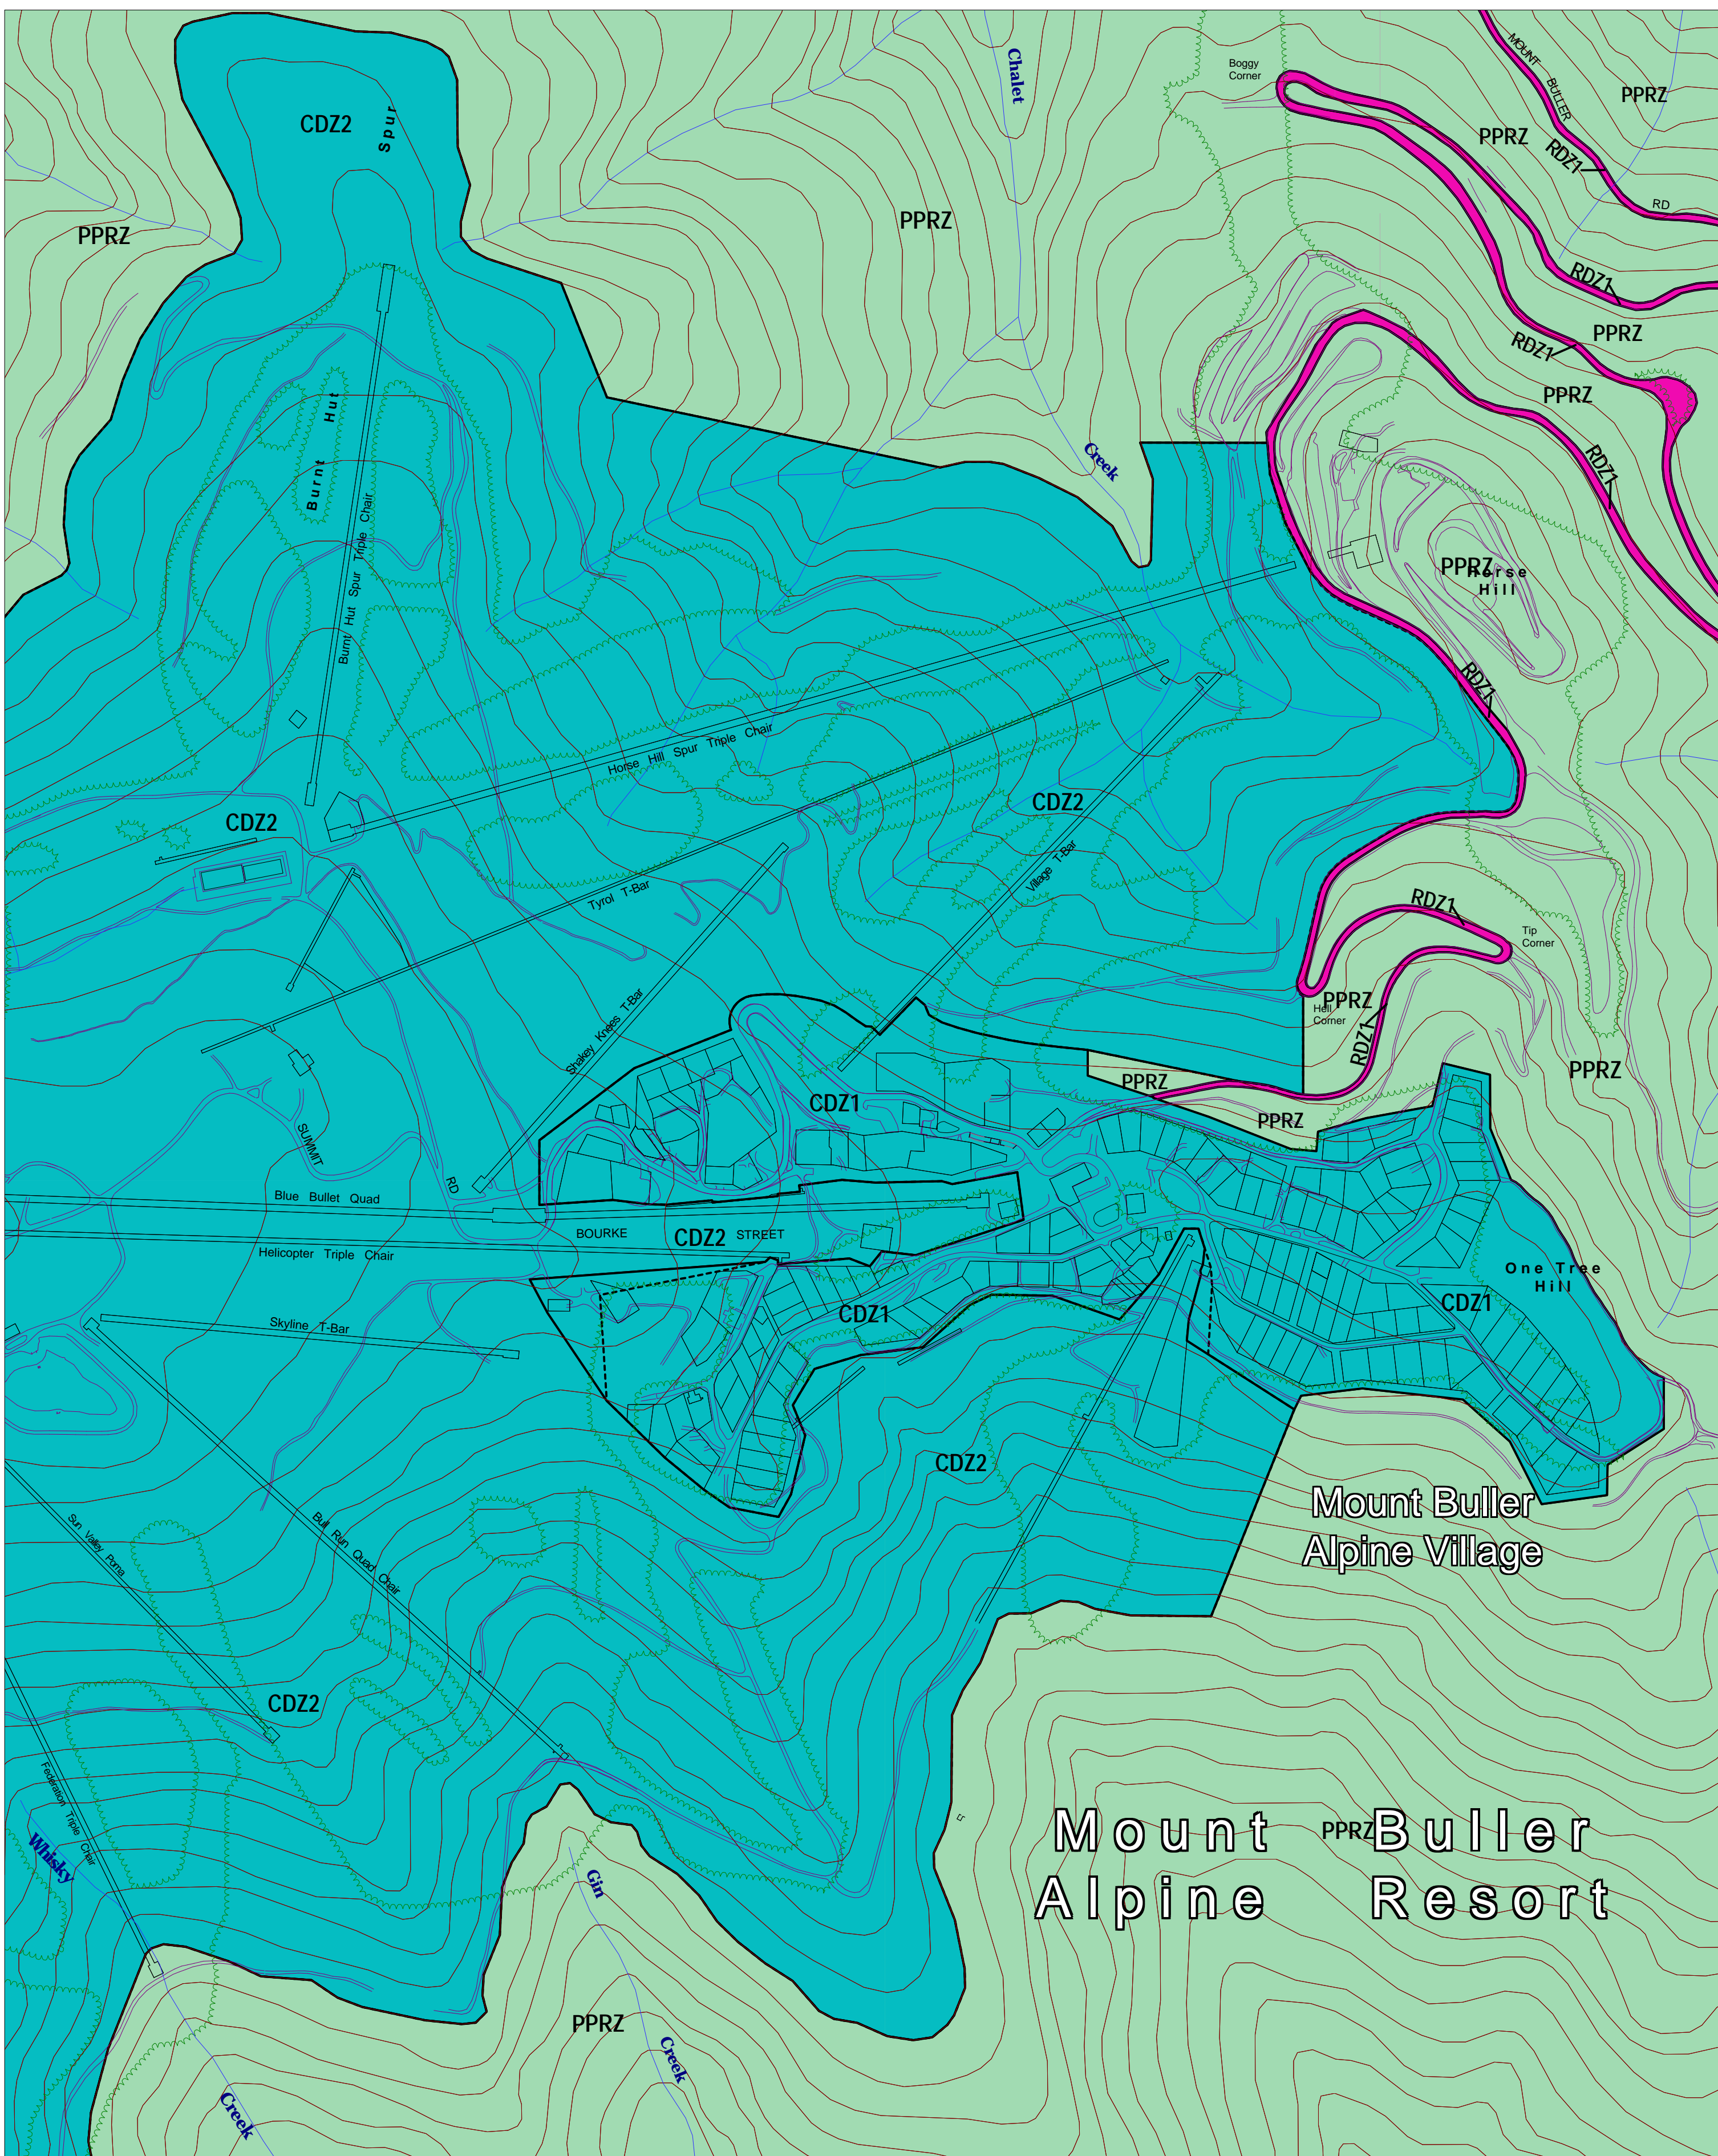 Chalet
Boggy
Corner
MOUNT BULLER
PPRZ
CDZ2
Spur
PPRZ
RDZ1
RD
PPRZ
PPRZ
RDZ1
PPRZ
RDZ1
PPRZ
Burnt Hut
Creek
RDZ1
Burnt Hut Spur Triple Chair
PPRZ
Horse
Hill
RDZ1
Horse Hill Spur Triple Chair
CDZ2
CDZ2
Village T-Bar
Tyrol T-Bar
RDZ1
Tip
Corner
PPRZ
Hell
Corner
Shakey Knees T-Bar
RDZ1
PPRZ
PPRZ
CDZ1
PPRZ
SUMMIT
RD
Blue Bullet Quad
BOURKE
CDZ2
STREET
Helicopter Triple Chair
One Tree
Hill
CDZ1
CDZ1
Skyline T-Bar
CDZ2
Mount Buller
Alpine Village
Sun Valley Poma
Bull Run Quad Chair
CDZ2
Federation Triple Chair
Mount Buller
PPRZ
Whisky
Gin
Alpine Resort
PPRZ
Creek
Creek